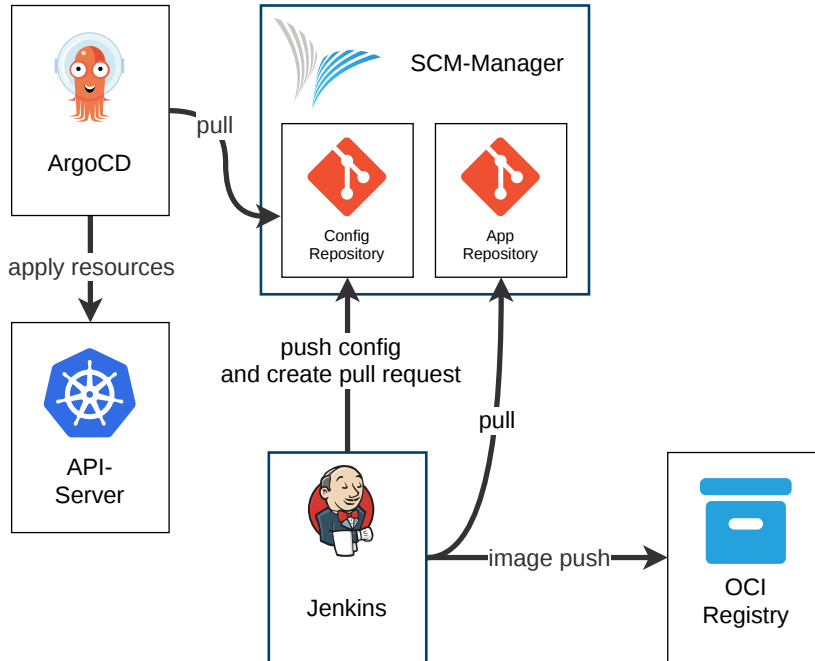 SCM-Manager
pull
ArgoCD
Config
Repository
App
Repository
apply resources
push config
and create pull request
pull
API-
Server
image push
OCI
Registry
Jenkins